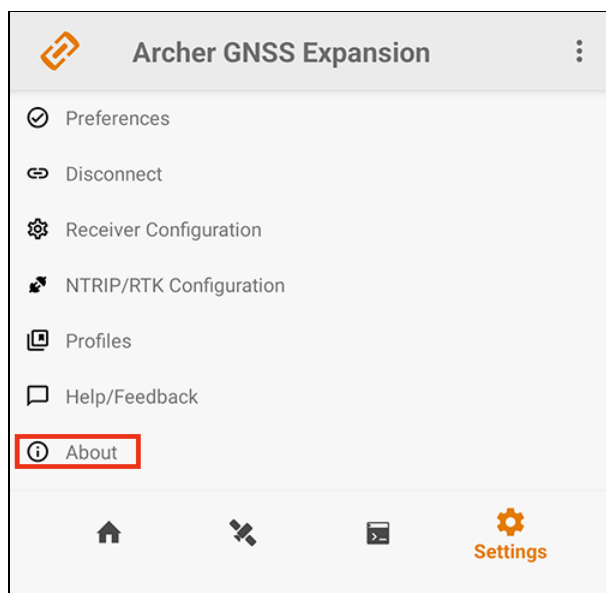 Archer GNSS Expansion
Preferences
Disconnect
Receiver Configuration
NTRIP/RTK Configuration
Profiles
Help/Feedback
About
Settings